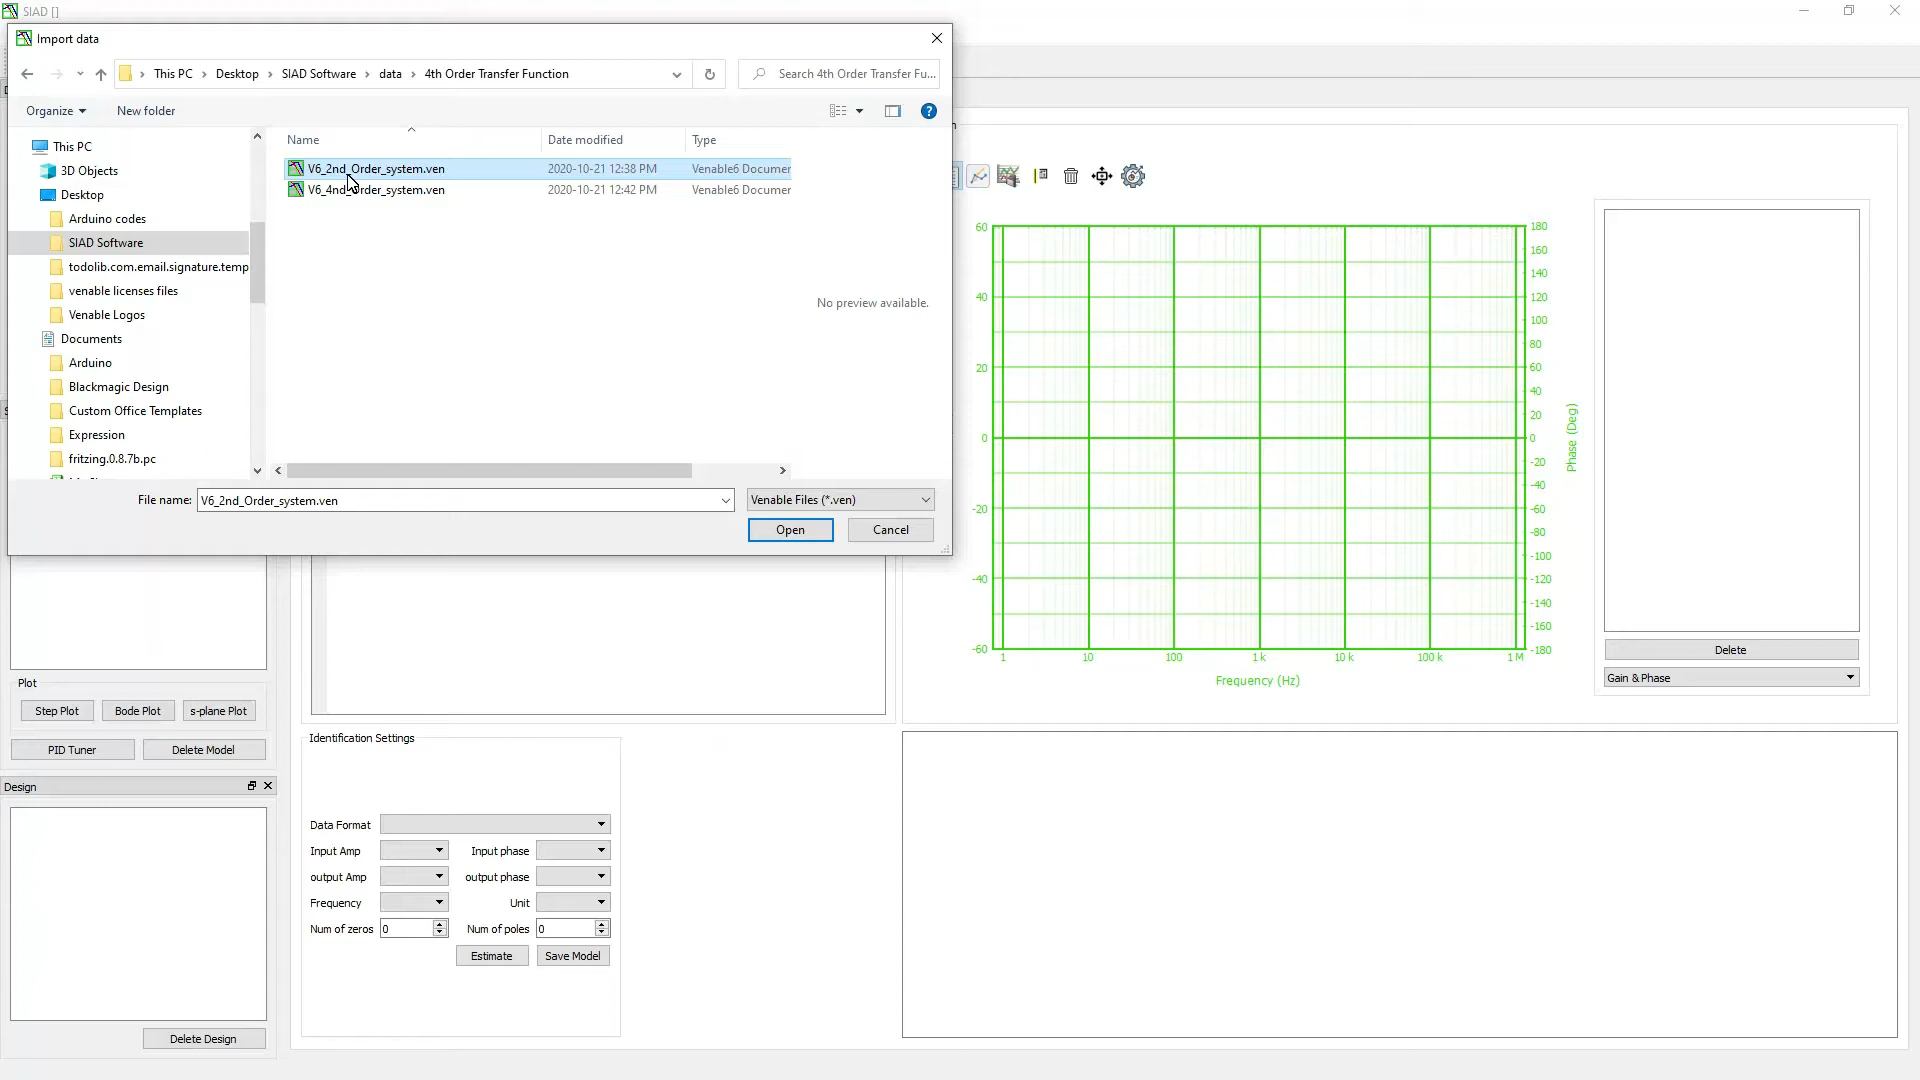 SIAD []
Import data
This PC > Desktop > SIAD Software > data > 4th Order Transfer Function
Search 4th Order Transfer Fu...
Organize
New folder
This PC
3D Objects
Desktop
Arduino codes
SIAD Software
todolib.com.email.signature.temp
venable licenses files
Venable Logos
Documents
Arduino
Blackmagic Design
Custom Office Templates
Expression
fritzing.0.8.7b.pc
Name Date modified Type
V6_2nd_Order_system.ven 2020-10-21 12:38 PM Venable6 Documen
V6_4nd_Order_system.ven 2020-10-21 12:42 PM Venable6 Documen
No preview available.
File name: V6_2nd_Order_system.ven
Venable Files (*.ven)
Open Cancel
60
40
20
0
-20
-40
-60
180
160
140
120
100
80
60
40
20
0
-20
-40
-60
-80
-100
-120
-140
-160
-180
Phase (Deg)
1 10 100 1 k 10 k 100 k 1 M
Frequency (Hz)
Delete
Gain & Phase
Plot
Step Plot Bode Plot s-plane Plot
PID Tuner Delete Model
Design
Delete Design
Identification Settings
Data Format
Input Amp Input phase
output Amp output phase
Frequency Unit
Num of zeros 0 Num of poles 0
Estimate Save Model